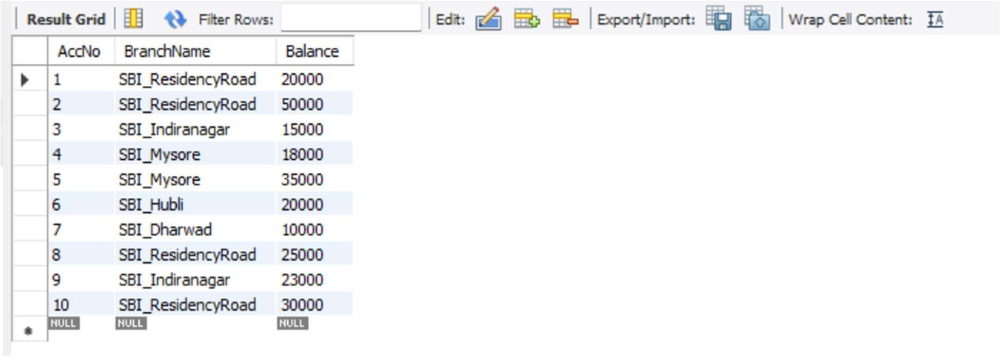 Result Grid Filter Rows: Edit: Export/Import: Wrap Cell Content: A
AccNo BranchName Balance
1 SBI_ResidencyRoad 20000
2 SBI_ResidencyRoad 50000
3 SBI_Indiranagar 15000
4 SBI_Mysore 18000
5 SBI_Mysore 35000
6 SBI_Hubli 20000
7 SBI_Dharwad 10000
8 SBI_ResidencyRoad 25000
9 SBI_Indiranagar 23000
10 SBI_ResidencyRoad 30000
NULL NULL NULL